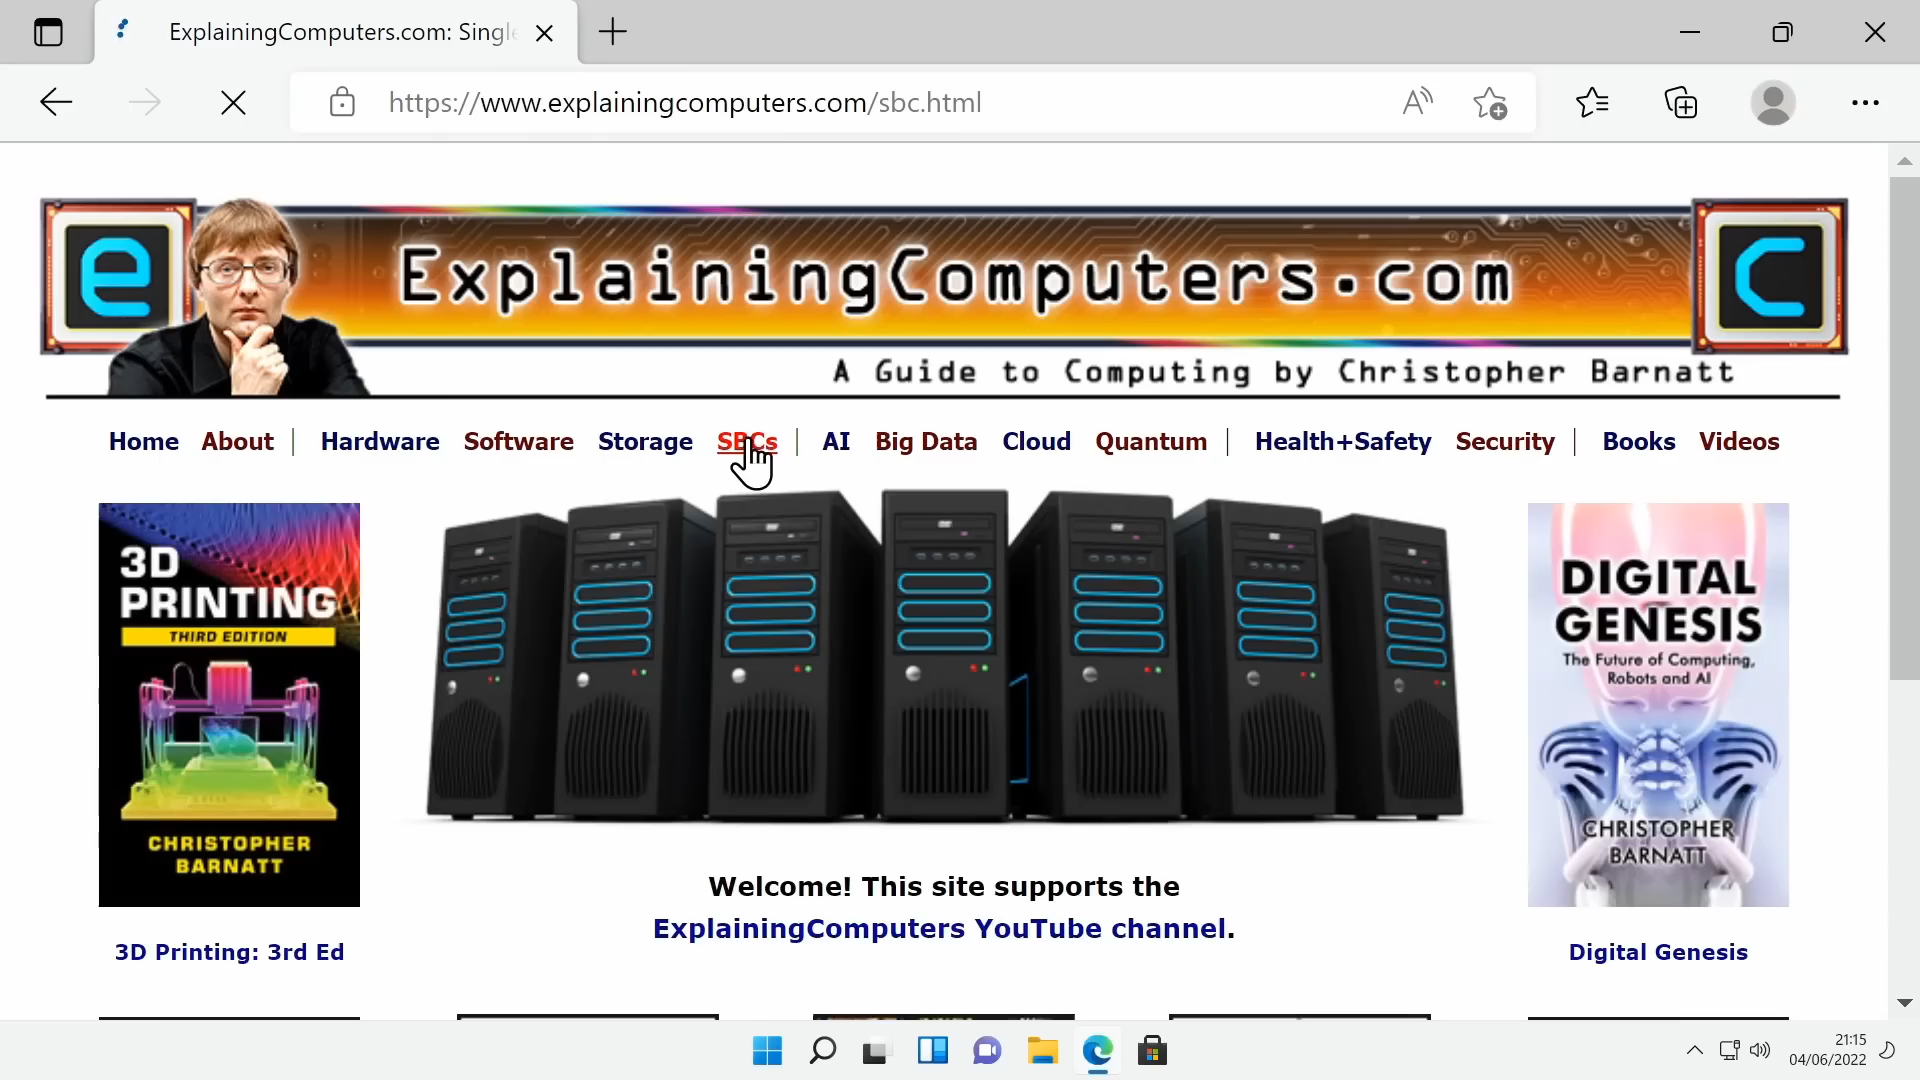 ExplainingComputers.com: Single
https://www.explainingcomputers.com/sbc.html
e ExplainingComputers.com C
A Guide to Computing by Christopher Barnatt
Home About | Hardware Software Storage SBCs | AI Big Data Cloud Quantum | Health+Safety Security | Books Videos
3D
PRINTING
THIRD EDITION
CHRISTOPHER
BARNATT
3D Printing: 3rd Ed
Welcome! This site supports the
ExplainingComputers YouTube channel.
DIGITAL
GENESIS
The Future of Computing,
Robots and AI
CHRISTOPHER
BARNATT
Digital Genesis
21:15
04/06/2022